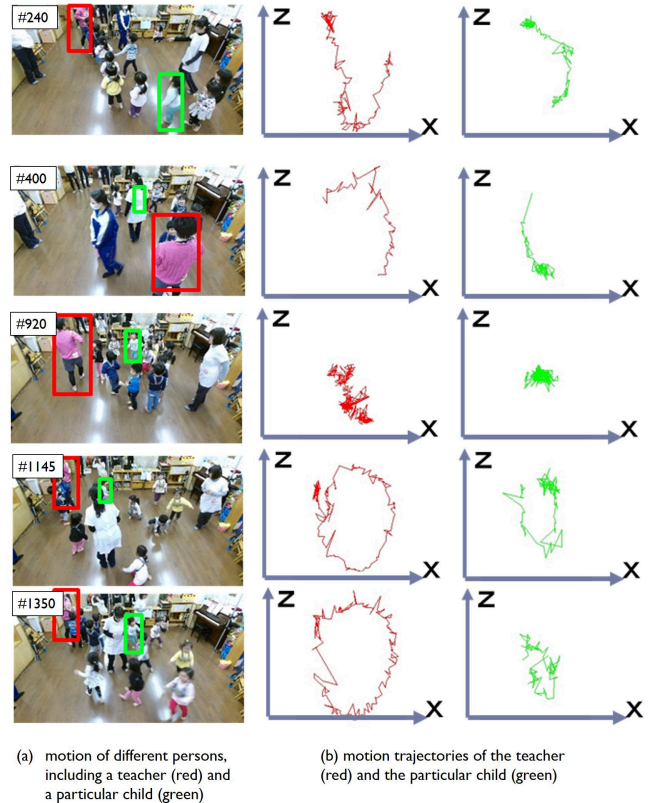 #240
Z
X
Z
#400
Z
X
Z
X
#920
Z
X
Z
X
#1145
Z
X
Z
X
#1350
Z
X
Z
X
(a) motion of different persons,
including a teacher (red) and
a particular child (green)
(b) motion trajectories of the teacher
(red) and the particular child (green)